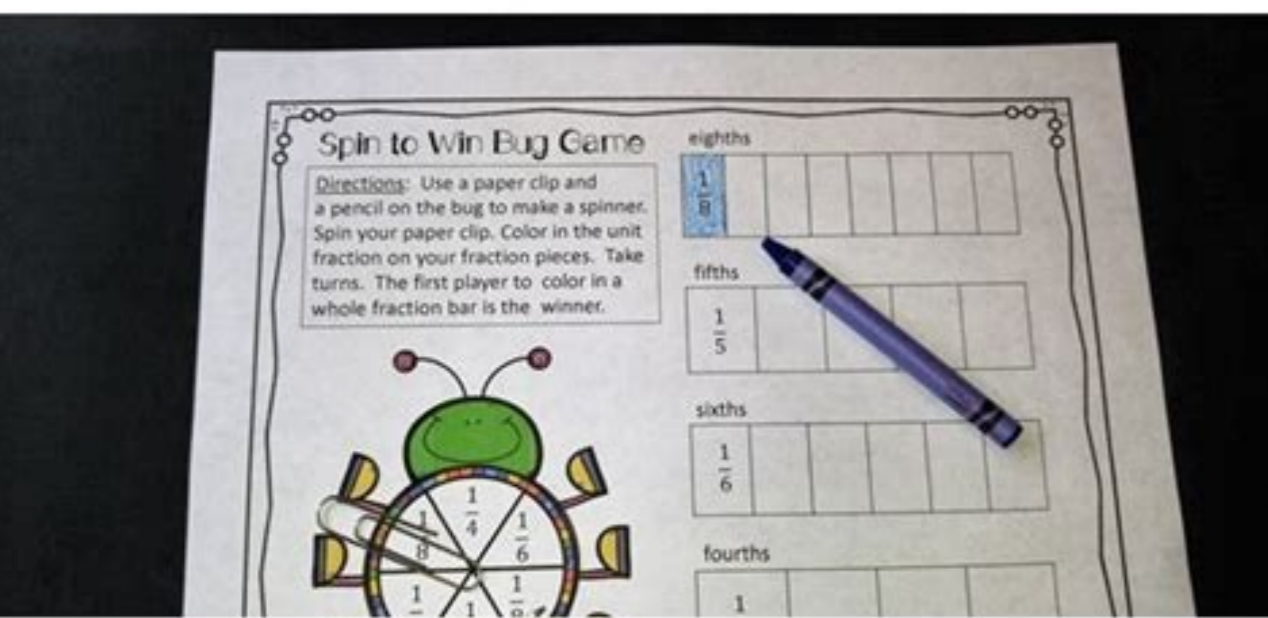 Spin to Win Bug Game
Directions: Use a paper clip and
a pencil on the bug to make a spinner.
Spin your paper clip. Color in the unit
fraction on your fraction pieces. Take
turns. The first player to color in a
whole fraction bar is the winner.
1/4
1/8
1/6
1/8
eighths
1/8
fifths
1/5
sixths
1/6
fourths
1